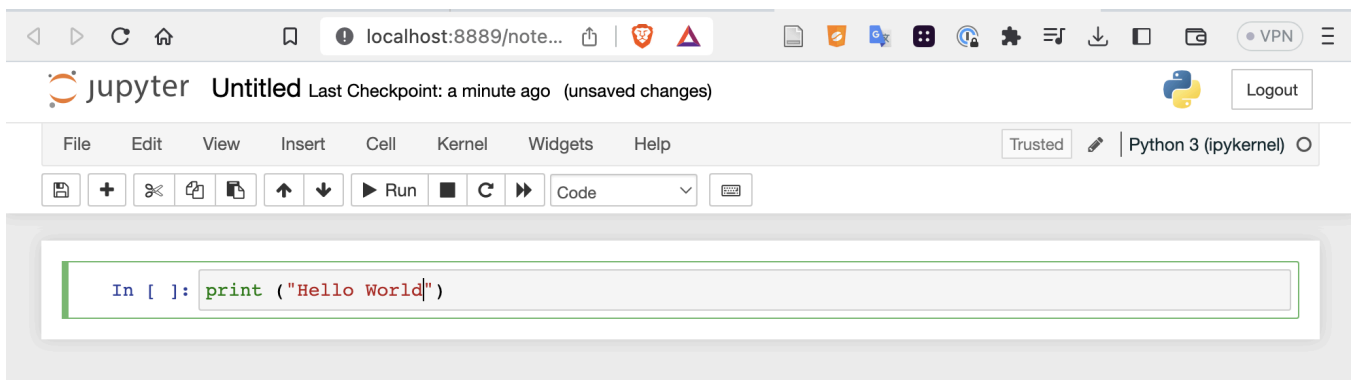 localhost:8889/note...
VPN
jupyter Untitled Last Checkpoint: a minute ago (unsaved changes)
Logout
File Edit View Insert Cell Kernel Widgets Help
Trusted
Python 3 (ipykernel)
Run
Code
In [ ]: print ("Hello World")